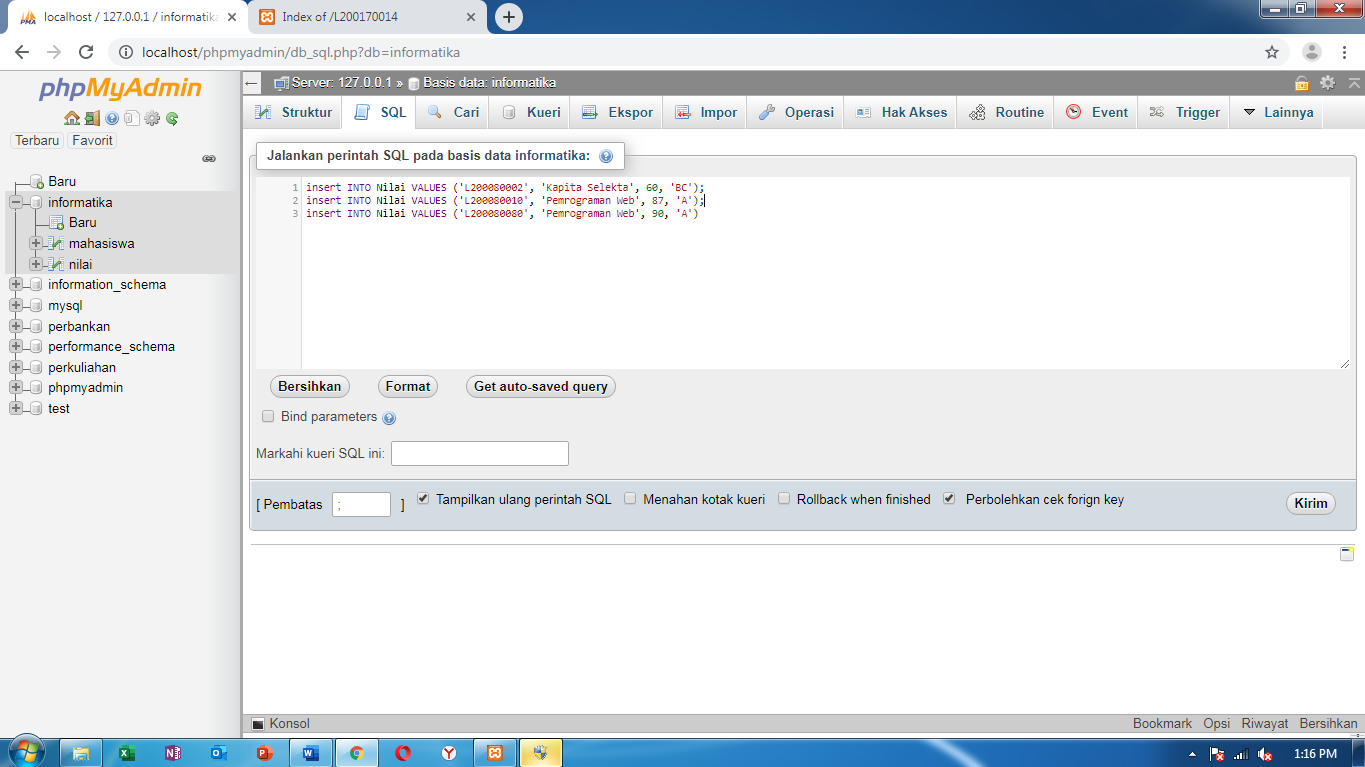 localhost / 127.0.0.1 / informatika
Index of /L200170014
localhost/phpmyadmin/db_sql.php?db=informatika
phpMyAdmin
Terbaru Favorit
Baru
informatika
Baru
mahasiswa
nilai
information_schema
mysql
perbankan
performance_schema
perkuliahan
phpmyadmin
test
Server: 127.0.0.1 » Basis data: informatika
Struktur SQL Cari Kueri Ekspor Impor Operasi Hak Akses Routine Event Trigger Lainnya
Jalankan perintah SQL pada basis data informatika:
1 insert INTO Nilai VALUES ('L200080002', 'Kapita Selekta', 60, 'BC');
2 insert INTO Nilai VALUES ('L200080010', 'Pemrograman Web', 87, 'A');
3 insert INTO Nilai VALUES ('L200080080', 'Pemrograman Web', 90, 'A')
Bersihkan Format Get auto-saved query
Bind parameters
Markahi kueri SQL ini:
[ Pembatas ; ] Tampilkan ulang perintah SQL Menahan kotak kueri Rollback when finished Perbolehkan cek forign key Kirim
Konsol Bookmark Opsi Riwayat Bersihkan
1:16 PM